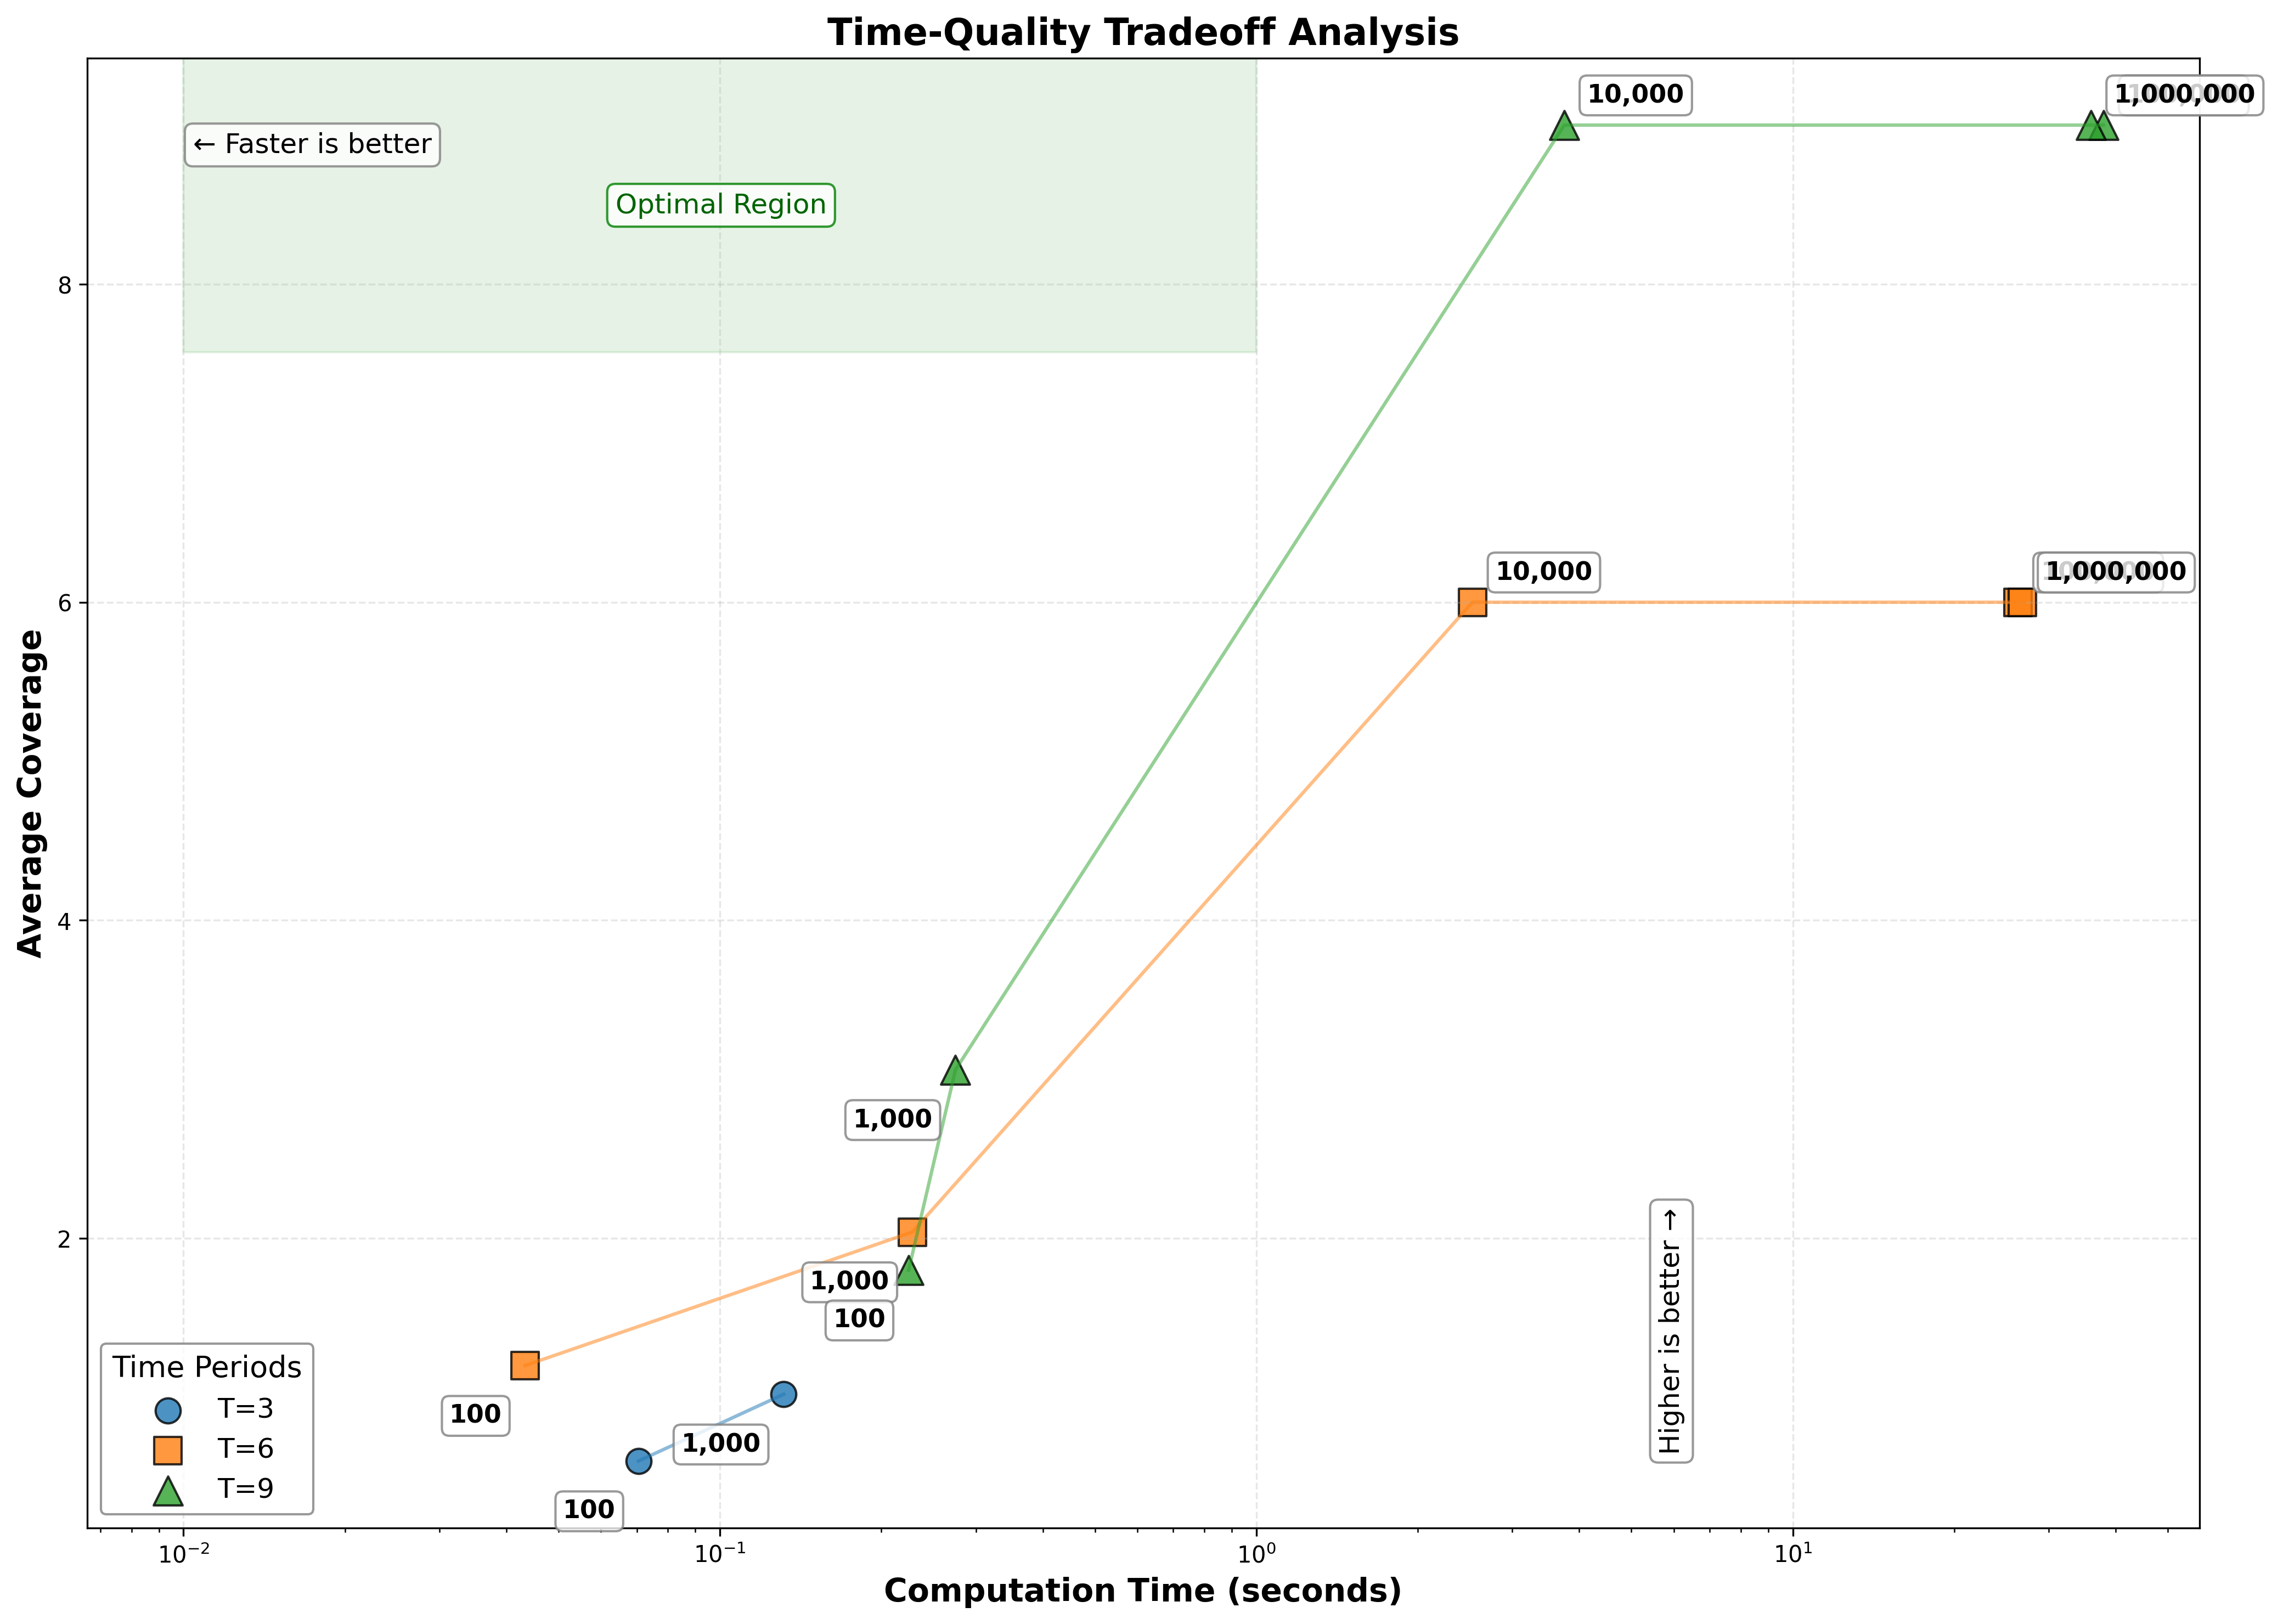 Time-Quality Tradeoff Analysis
10,000
1,000,000
← Faster is better
Optimal Region
8
10,000
1,000,000
6
Average Coverage
4
1,000
2
1,000
100
Higher is better →
Time Periods
T=3
T=6
T=9
100
1,000
100
10⁻²
10⁻¹
10⁰
10¹
Computation Time (seconds)